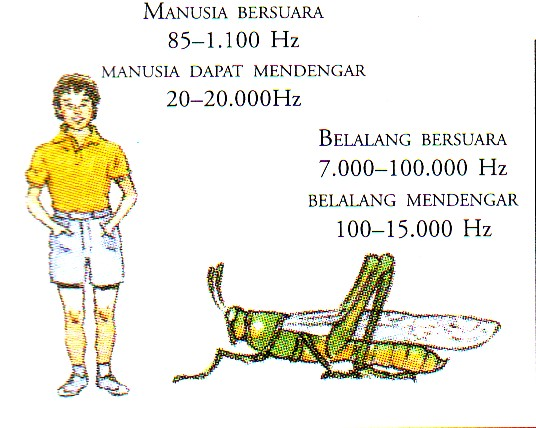 MANUSIA BERSUARA
85–1.100 Hz
MANUSIA DAPAT MENDENGAR
20–20.000Hz
BELALANG BERSUARA
7.000–100.000 Hz
BELALANG MENDENGAR
100–15.000 Hz